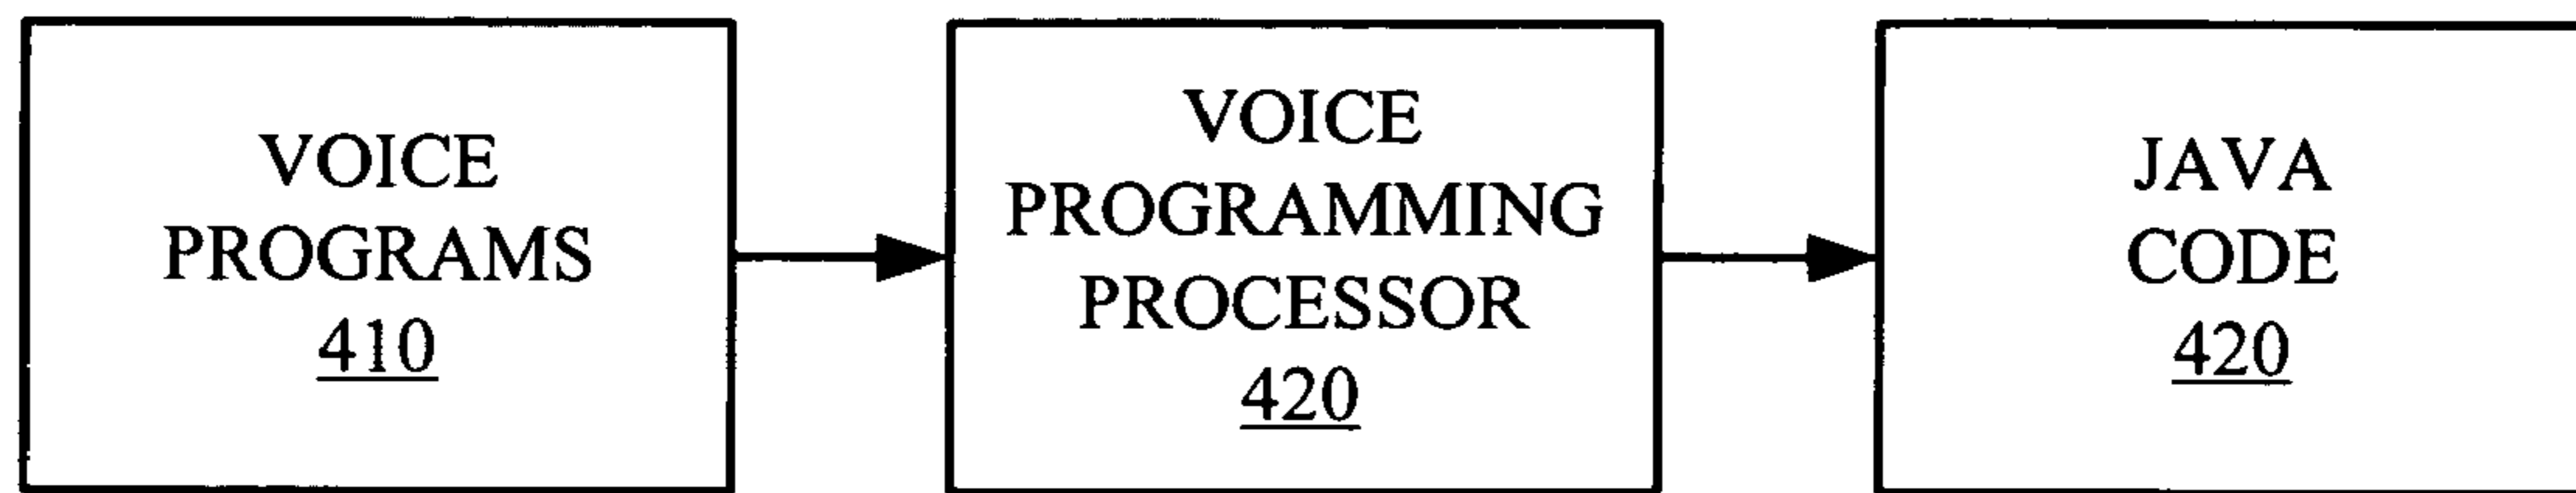 VOICE
PROGRAMS
410
VOICE
PROGRAMMING
PROCESSOR
420
JAVA
CODE
420